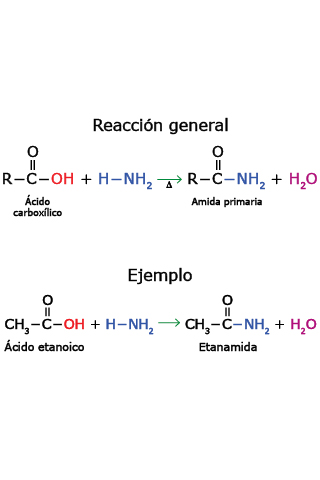 Reacción general
R—C(=O)—OH + H—NH₂ →(Δ) R—C(=O)—NH₂ + H₂O
Ácido carboxílico
Amida primaria
Ejemplo
CH₃—C(=O)—OH + H—NH₂ → CH₃—C(=O)—NH₂ + H₂O
Ácido etanoico
Etanamida